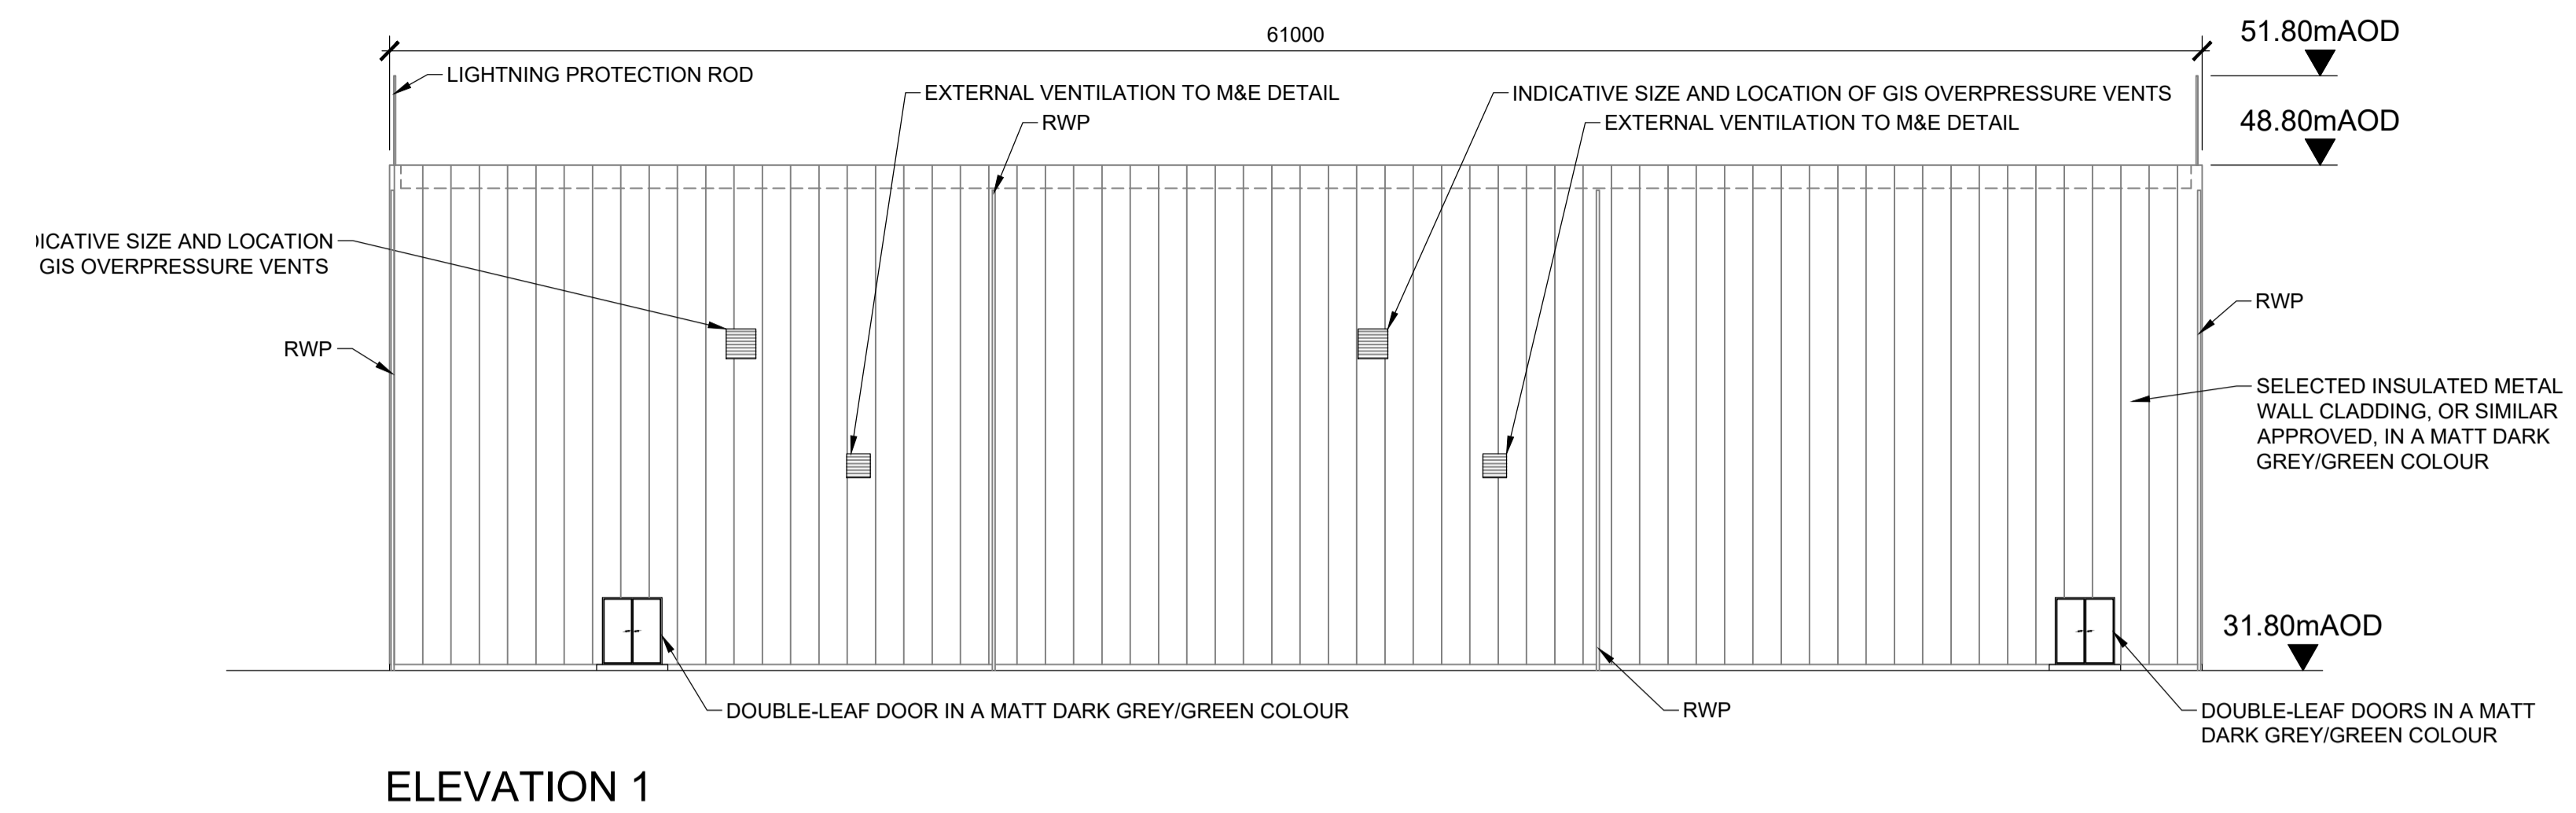 61000
51.80mAOD
LIGHTNING PROTECTION ROD
EXTERNAL VENTILATION TO M&E DETAIL
INDICATIVE SIZE AND LOCATION OF GIS OVERPRESSURE VENTS
RWP
EXTERNAL VENTILATION TO M&E DETAIL
48.80mAOD
SIZE AND LOCATION
GIS OVERPRESSURE VENTS
RWP
RWP
SELECTED INSULATED METAL
WALL CLADDING, OR SIMILAR
APPROVED, IN A MATT DARK
GREY/GREEN COLOUR
31.80mAOD
DOUBLE-LEAF DOOR IN A MATT DARK GREY/GREEN COLOUR
RWP
DOUBLE-LEAF DOORS IN A MATT
DARK GREY/GREEN COLOUR
ELEVATION 1